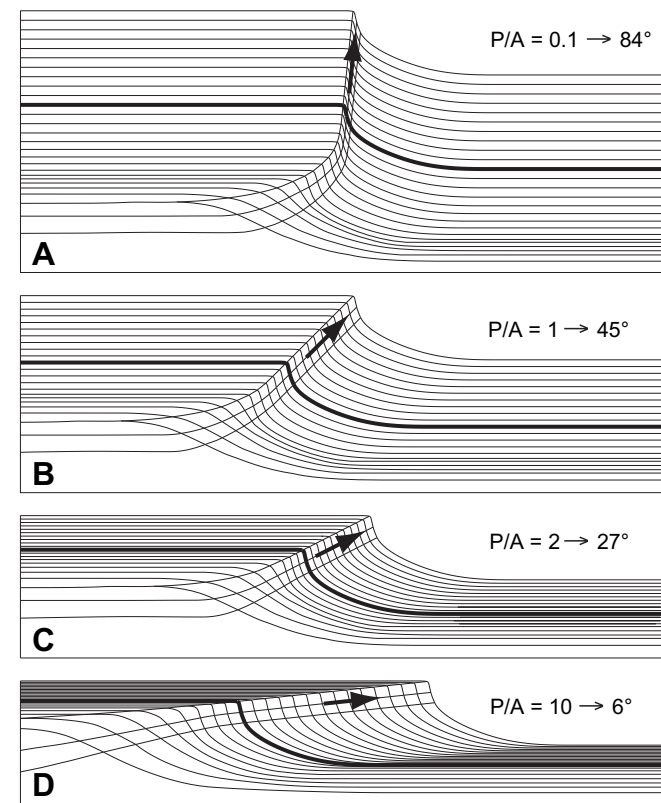 P/A = 0.1 → 84°
A
P/A = 1 → 45°
B
P/A = 2 → 27°
C
P/A = 10 → 6°
D